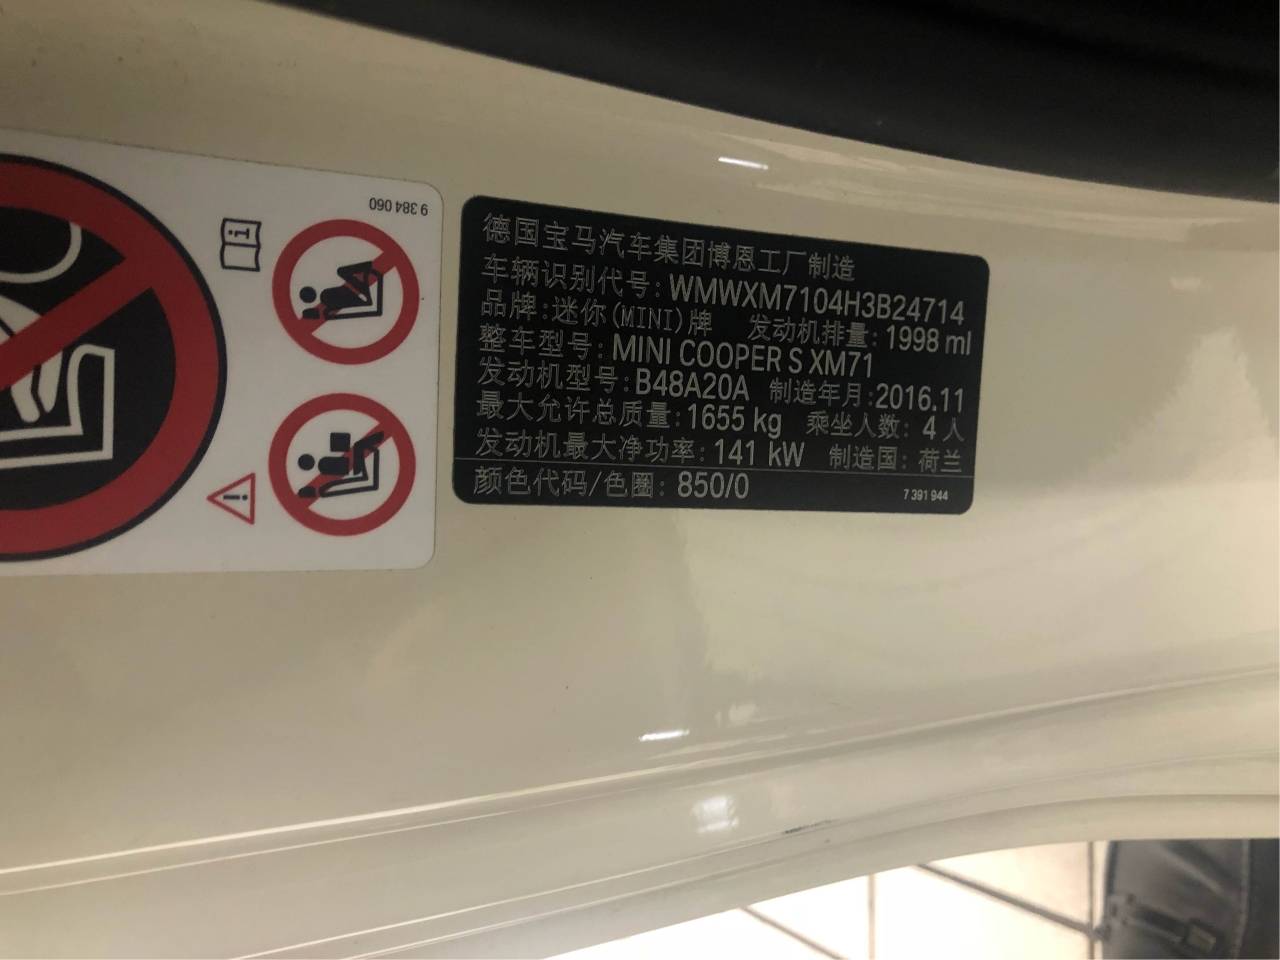 9 384 060
德国宝马汽车集团博恩工厂制造
车辆识别代号: WMWXM7104H3B24714
品牌:迷你(MINI)牌 发动机排量: 1998 ml
整车型号: MINI COOPER S XM71
发动机型号: B48A20A 制造年月:2016.11
最大允许总质量: 1655 kg 乘坐人数: 4 人
发动机最大净功率: 141 kW 制造国: 荷兰
颜色代码/色圈: 850/0 7 391 944